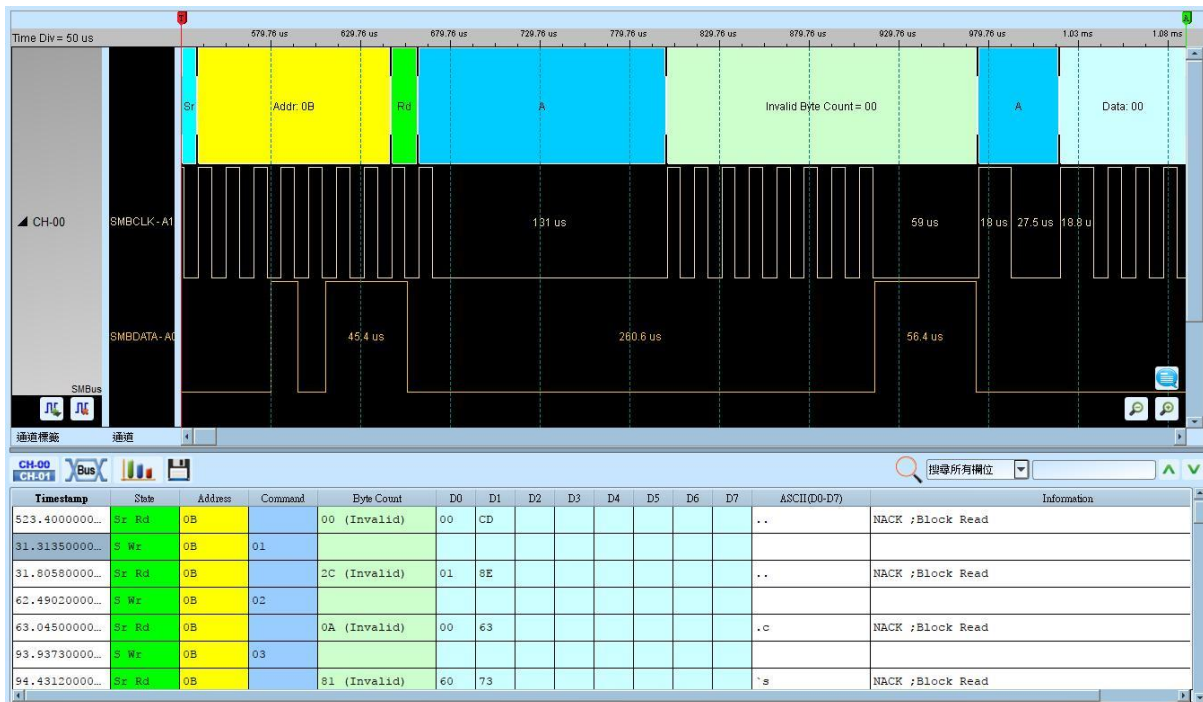 T
A
Time Div = 50 us
579.76 us 629.76 us 679.76 us 729.76 us 779.76 us 829.76 us 879.76 us 929.76 us 979.76 us 1.03 ms 1.08 ms
Sr Addr: 0B Rd A Invalid Byte Count = 00 A Data: 00
CH-00 SMBCLK - A1 131 us 59 us 18 us 27.5 us 18.8 u
SMBDATA - A0 45.4 us 260.6 us 56.4 us
SMBus
通道標籤 通道
CH-00
CH-01
Bus
搜尋所有欄位
Timestamp State Address Command Byte Count D0 D1 D2 D3 D4 D5 D6 D7 ASCII(D0-D7) Information
523.4000000... Sr Rd 0B 00 (Invalid) 00 CD .. NACK ;Block Read
31.31350000... S Wr 0B 01
31.80580000... Sr Rd 0B 2C (Invalid) 01 8E .. NACK ;Block Read
62.49020000... S Wr 0B 02
63.04500000... Sr Rd 0B 0A (Invalid) 00 63 .c NACK ;Block Read
93.93730000... S Wr 0B 03
94.43120000... Sr Rd 0B 81 (Invalid) 60 73 `s NACK ;Block Read